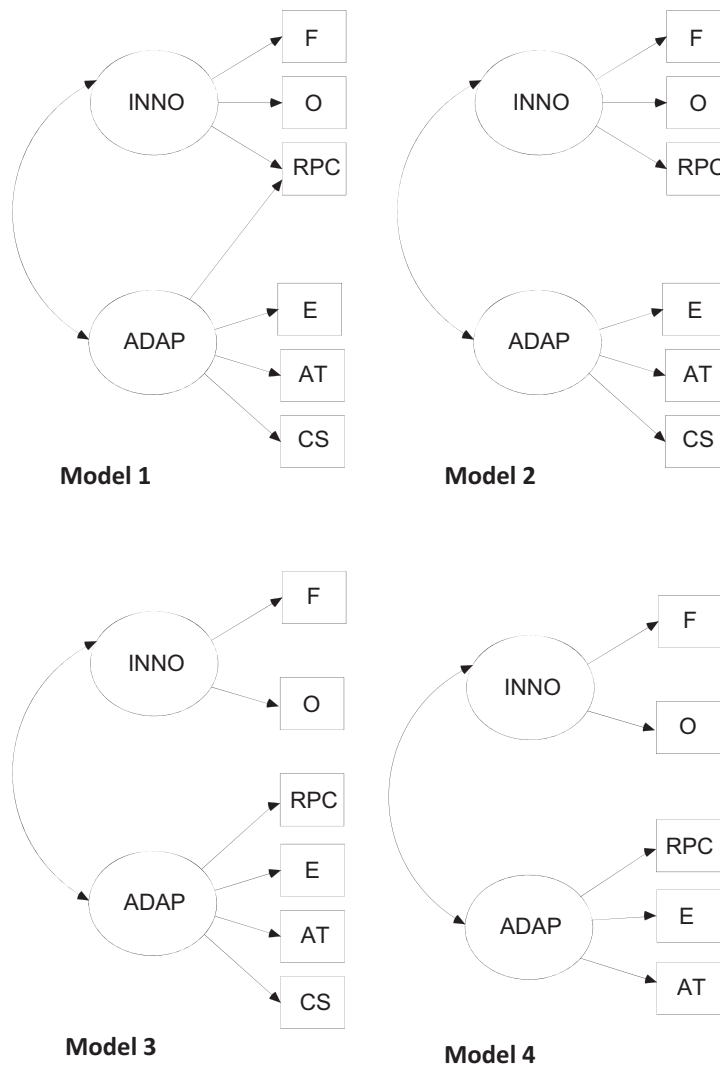 F
INNO
O
RPC
E
ADAP
AT
CS
Model 1
F
INNO
O
RPC
E
ADAP
AT
CS
Model 2
F
INNO
O
RPC
E
ADAP
AT
CS
Model 3
F
INNO
O
RPC
ADAP
E
AT
Model 4